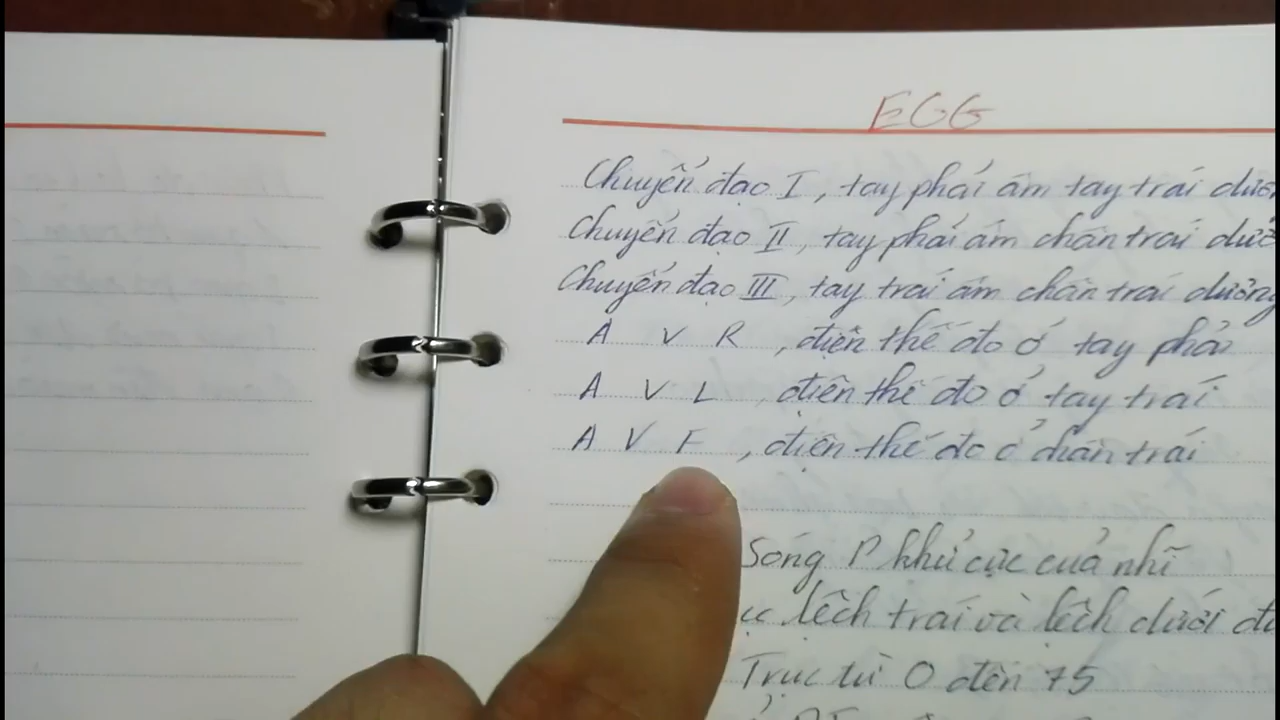 EGG
Chuyển đạo I, tay phải âm tay trái
Chuyển đạo II, tay phải âm chân trái
Chuyển đạo III, tay trái âm chân trái dương
A V R , điện thế đo ở tay phải
A V L , điện thế đo ở tay trái
A V F , điện thế đo ở chân trái
Sóng P khử cực của nhĩ
lệch trái và lệch dưới
Trục từ 0 đến 75